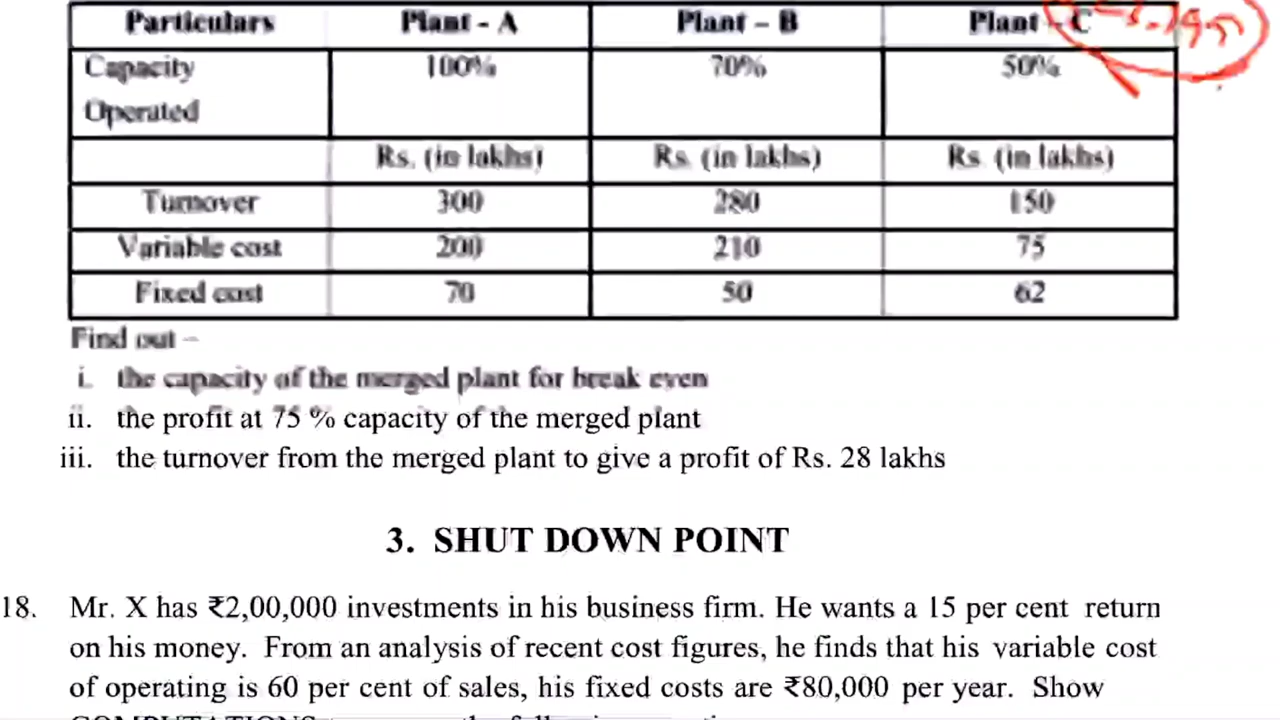 Particulars Plant - A Plant – B Plant – C
Capacity 100% 70% 50%
Operated
Rs. (in lakhs) Rs. (in lakhs) Rs. (in lakhs)
Turnover 300 280 150
Variable cost 200 210 75
Fixed cost 70 50 62
Find out –
i. the capacity of the merged plant for break even
ii. the profit at 75 % capacity of the merged plant
iii. the turnover from the merged plant to give a profit of Rs. 28 lakhs
3. SHUT DOWN POINT
18. Mr. X has ₹2,00,000 investments in his business firm. He wants a 15 per cent return
on his money. From an analysis of recent cost figures, he finds that his variable cost
of operating is 60 per cent of sales, his fixed costs are ₹80,000 per year. Show